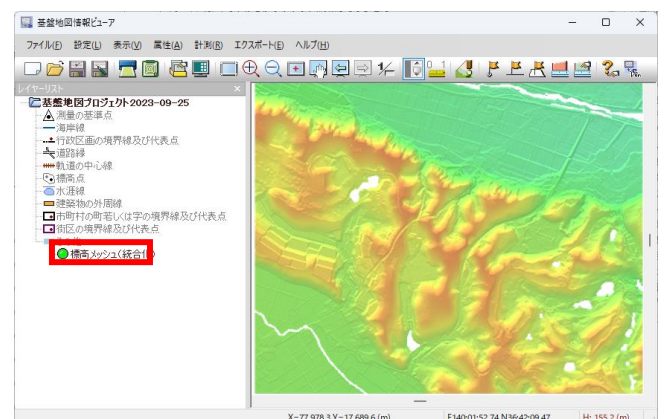 基盤地図情報ビューア
ファイル(F) 設定(L) 表示(V) 属性(A) 計測(R) エクスポート(E) ヘルプ(H)
レイヤーリスト
基盤地図プロジェクト2023-09-25
測量の基準点
海岸線
行政区画の境界線及び代表点
道路縁
軌道の中心線
標高点
水涯線
建築物の外周線
市町村の町若しくは字の境界線及び代表点
街区の境界線及び代表点
標高メッシュ(統合
X=77,978.3 Y=17,689.6 (m) E140:01:52.74 N36:42:09.47 H: 155.2 (m)